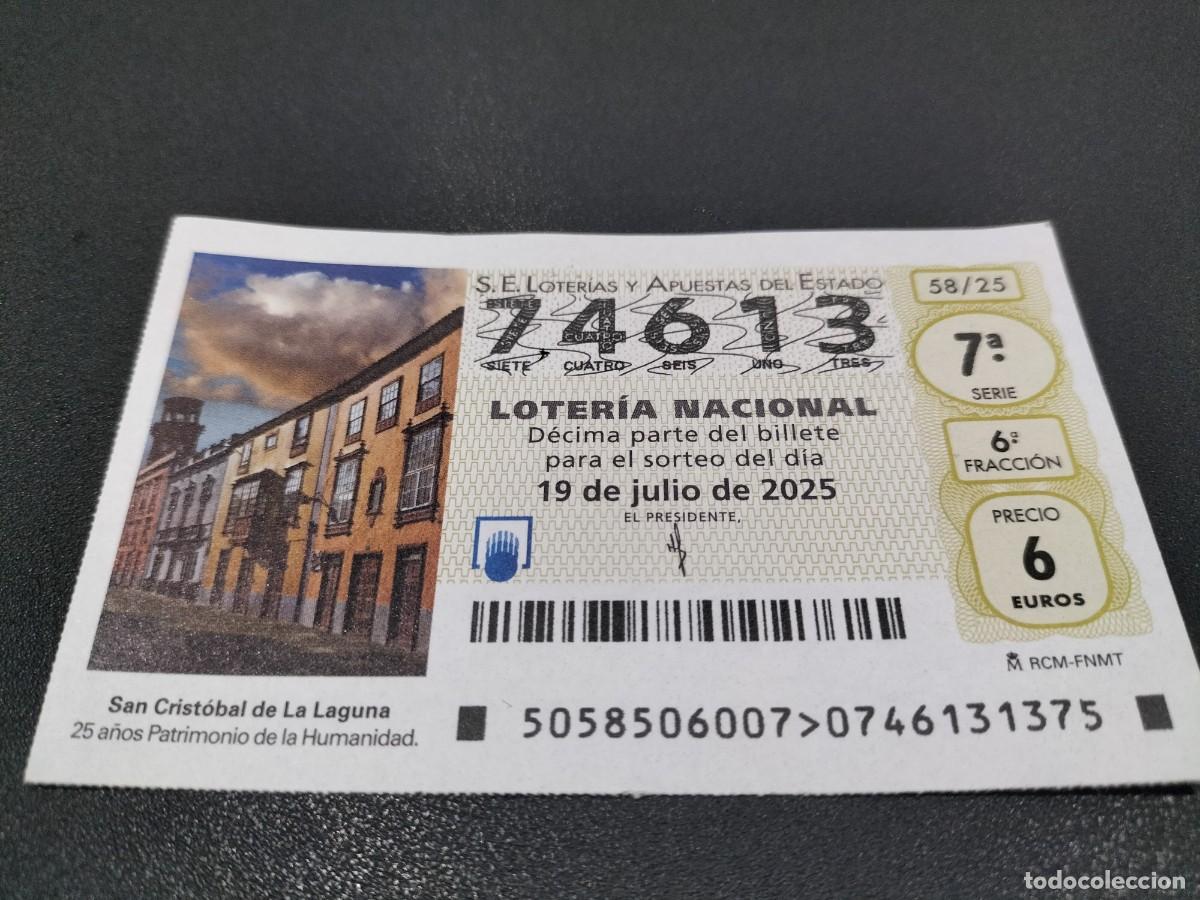 S. E. LOTERÍAS Y APUESTAS DEL ESTADO
74613
SIETE CUATRO SEIS UNO TRES
LOTERÍA NACIONAL
Décima parte del billete
para el sorteo del día
19 de julio de 2025
EL PRESIDENTE,
58/25
7ª
SERIE
6ª
FRACCIÓN
PRECIO
6
EUROS
RCM-FNMT
San Cristóbal de La Laguna
25 años Patrimonio de la Humanidad.
5058506007>0746131375
todocoleccion